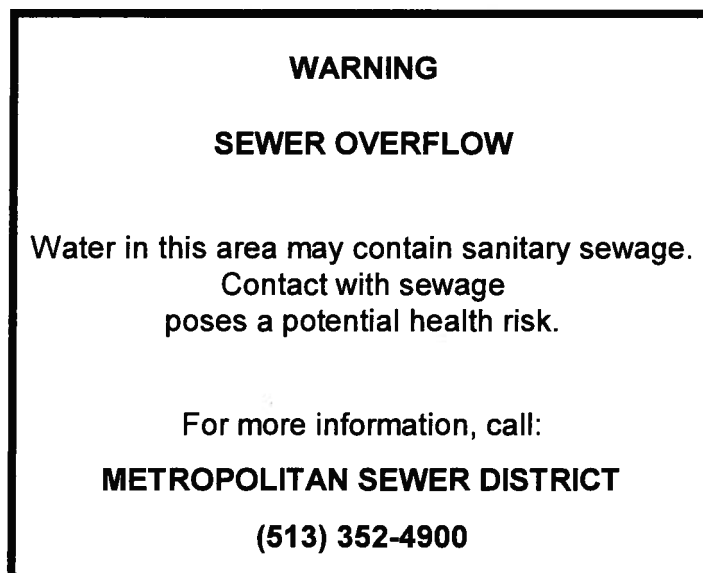 WARNING
SEWER OVERFLOW
Water in this area may contain sanitary sewage.
Contact with sewage
poses a potential health risk.
For more information, call:
METROPOLITAN SEWER DISTRICT
(513) 352-4900